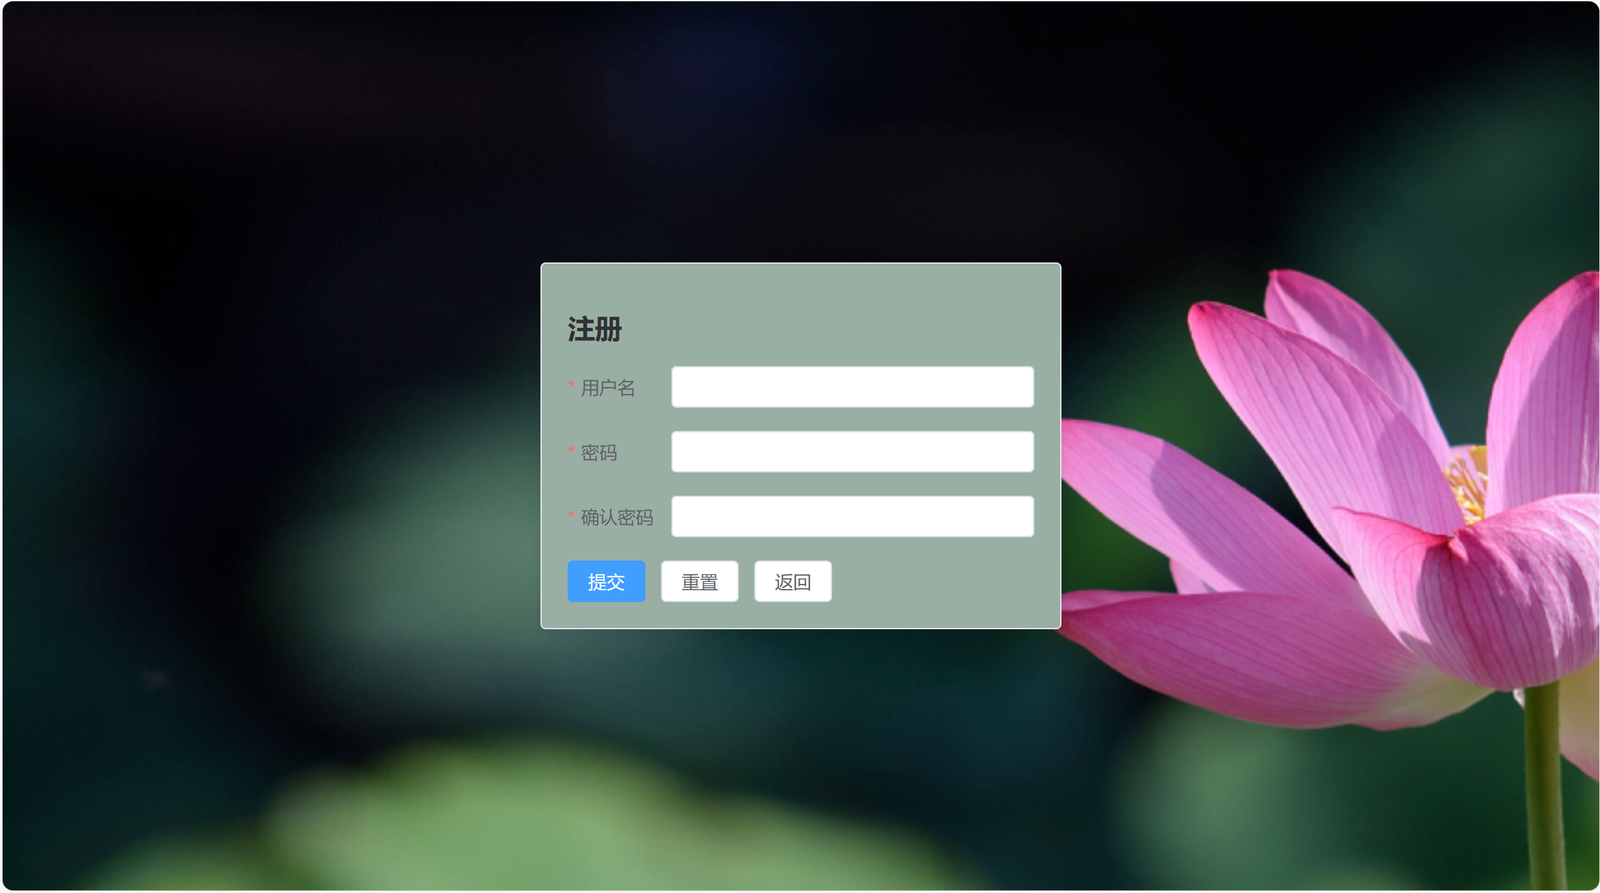 注册
* 用户名
* 密码
* 确认密码
提交 重置 返回